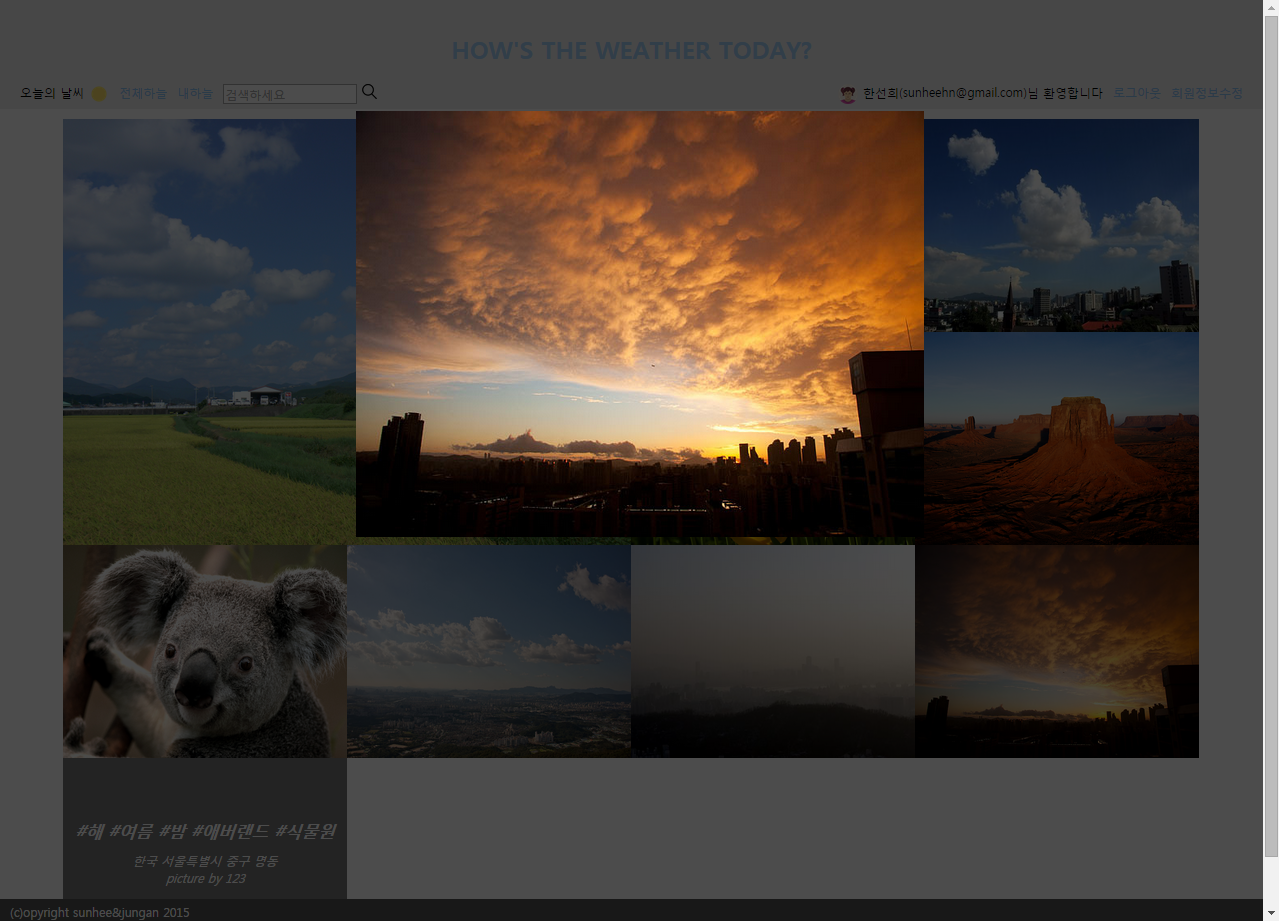 HOW'S THE WEATHER TODAY?
오늘의 날씨 전체하늘 내하늘 검색하세요 한선희(sunheehn@gmail.com)님 환영합니다 로그아웃 회원정보수정
#해 #여름 #밤 #애버랜드 #식물원
한국 서울특별시 중구 명동
picture by 123
(c)opyright sunhee&jungan 2015